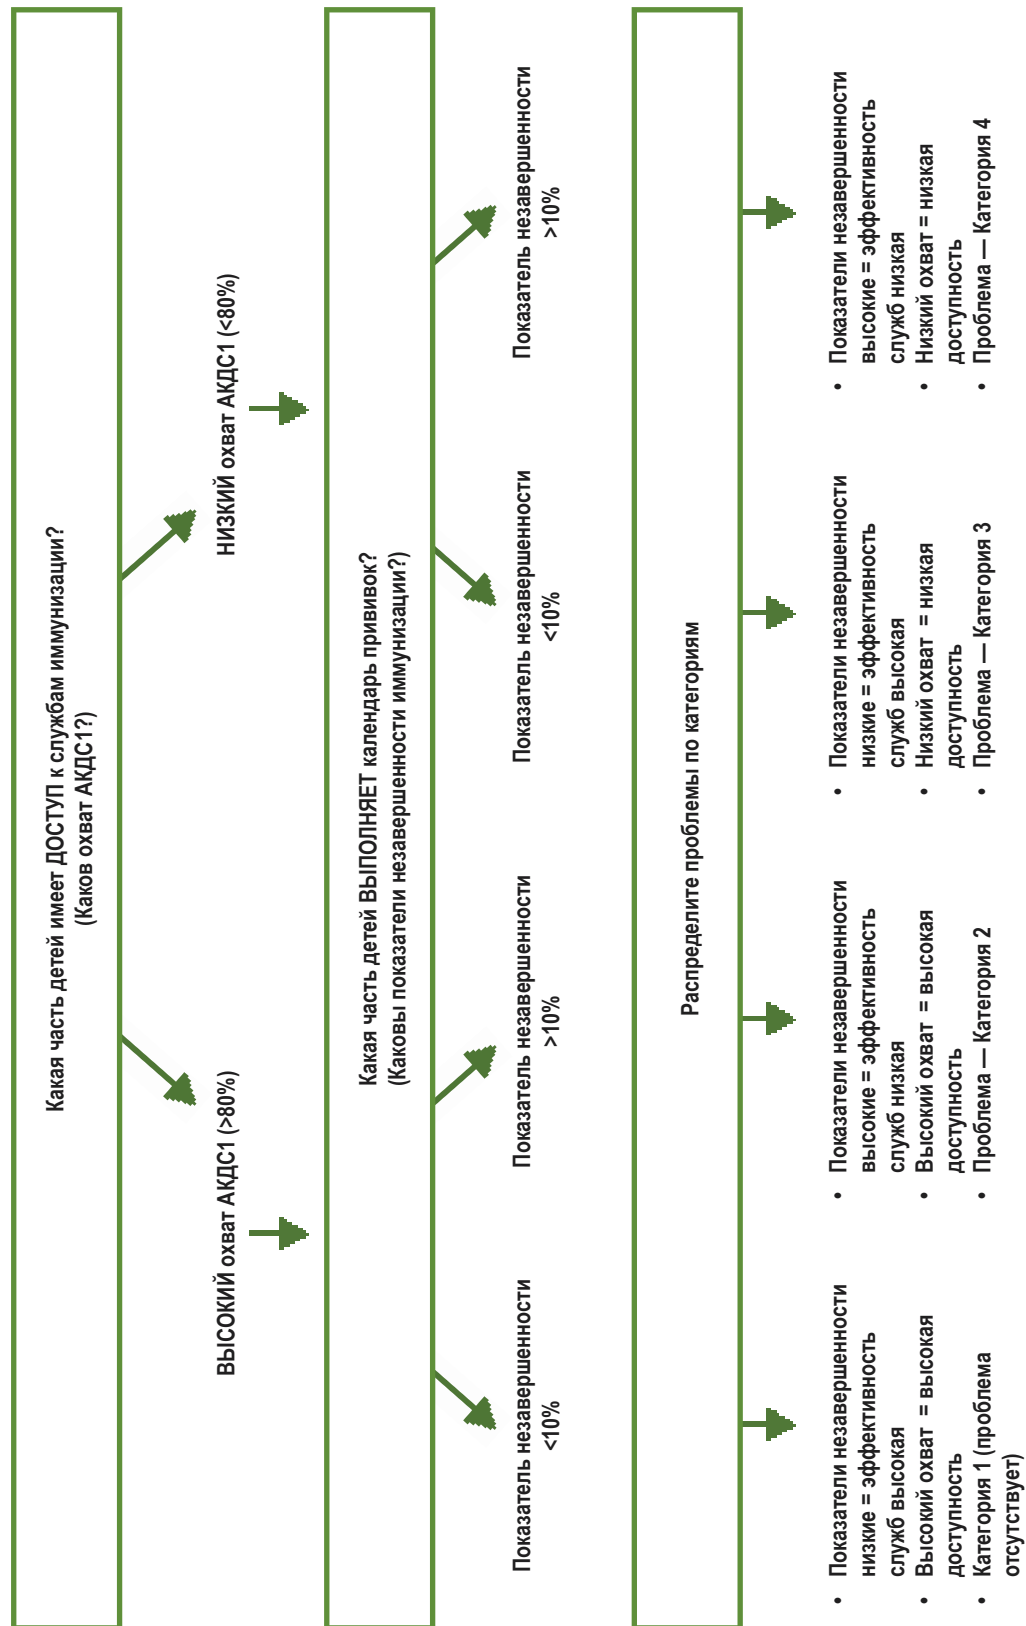 Какая часть детей имеет ДОСТУП к службам иммунизации?
(Каков охват АКДС1?)
ВЫСОКИЙ охват АКДС1 (>80%)
НИЗКИЙ охват АКДС1 (<80%)
Какая часть детей ВЫПОЛНЯЕТ календарь прививок?
(Каковы показатели незавершенности иммунизации?)
Показатель незавершенности
<10%
Показатель незавершенности
>10%
Показатель незавершенности
<10%
Показатель незавершенности
>10%
Распределите проблемы по категориям
• Показатели незавершенности
низкие = эффективность
служб высокая
• Высокий охват = высокая
доступность
• Категория 1 (проблема
отсутствует)
• Показатели незавершенности
высокие = эффективность
служб низкая
• Высокий охват = высокая
доступность
• Проблема — Категория 2
• Показатели незавершенности
низкие = эффективность
служб высокая
• Низкий охват = низкая
доступность
• Проблема — Категория 3
• Показатели незавершенности
высокие = эффективность
служб низкая
• Низкий охват = низкая
доступность
• Проблема — Категория 4